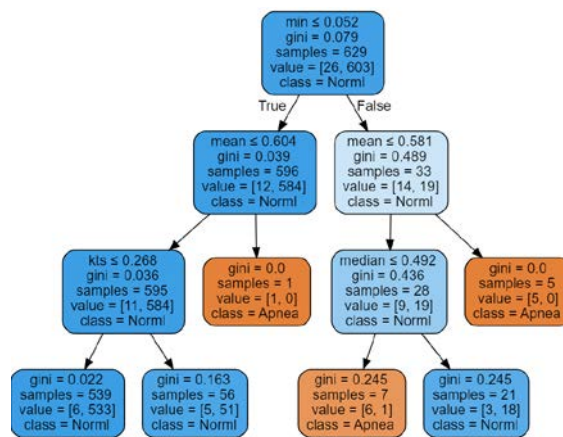 min ≤ 0.052
gini = 0.079
samples = 629
value = [26, 603]
class = Norml
True
False
mean ≤ 0.604
gini = 0.039
samples = 596
value = [12, 584]
class = Norml
mean ≤ 0.581
gini = 0.489
samples = 33
value = [14, 19]
class = Norml
kts ≤ 0.268
gini = 0.036
samples = 595
value = [11, 584]
class = Norml
gini = 0.0
samples = 1
value = [1, 0]
class = Apnea
median ≤ 0.492
gini = 0.436
samples = 28
value = [9, 19]
class = Norml
gini = 0.0
samples = 5
value = [5, 0]
class = Apnea
gini = 0.022
samples = 539
value = [6, 533]
class = Norml
gini = 0.163
samples = 56
value = [5, 51]
class = Norml
gini = 0.245
samples = 7
value = [6, 1]
class = Apnea
gini = 0.245
samples = 21
value = [3, 18]
class = Norml